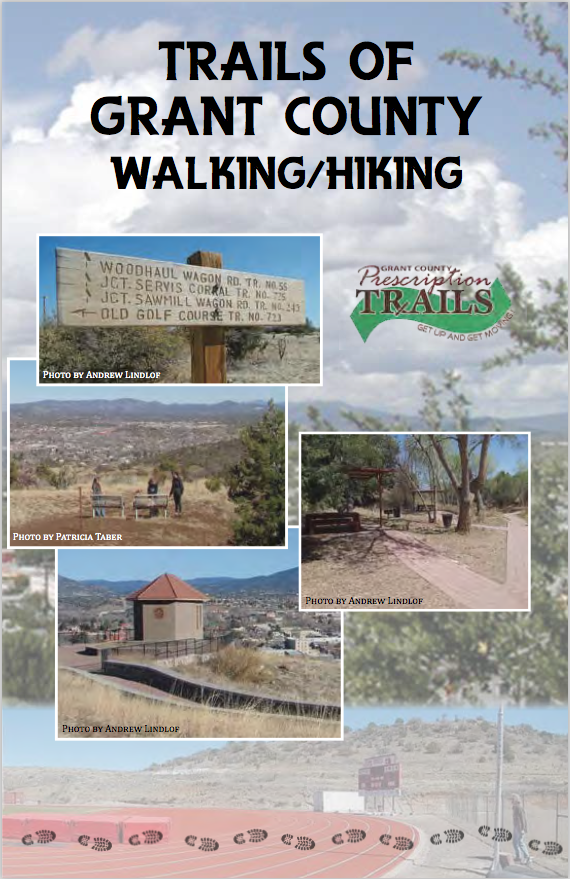 TRAILS OF
GRANT COUNTY
WALKING/HIKING
WOODHAUL WAGON RD. TR. NO.55
JCT. SERVIS CORRAL TR. NO. 725
JCT. SAWMILL WAGON RD. TR. NO. 243
OLD GOLF COURSE TR. NO. 723
PHOTO BY ANDREW LINDLOF
GRANT COUNTY
Prescription
TRAILS
GET UP AND GET MOVING!
PHOTO BY PATRICIA TABER
PHOTO BY ANDREW LINDLOF
PHOTO BY ANDREW LINDLOF